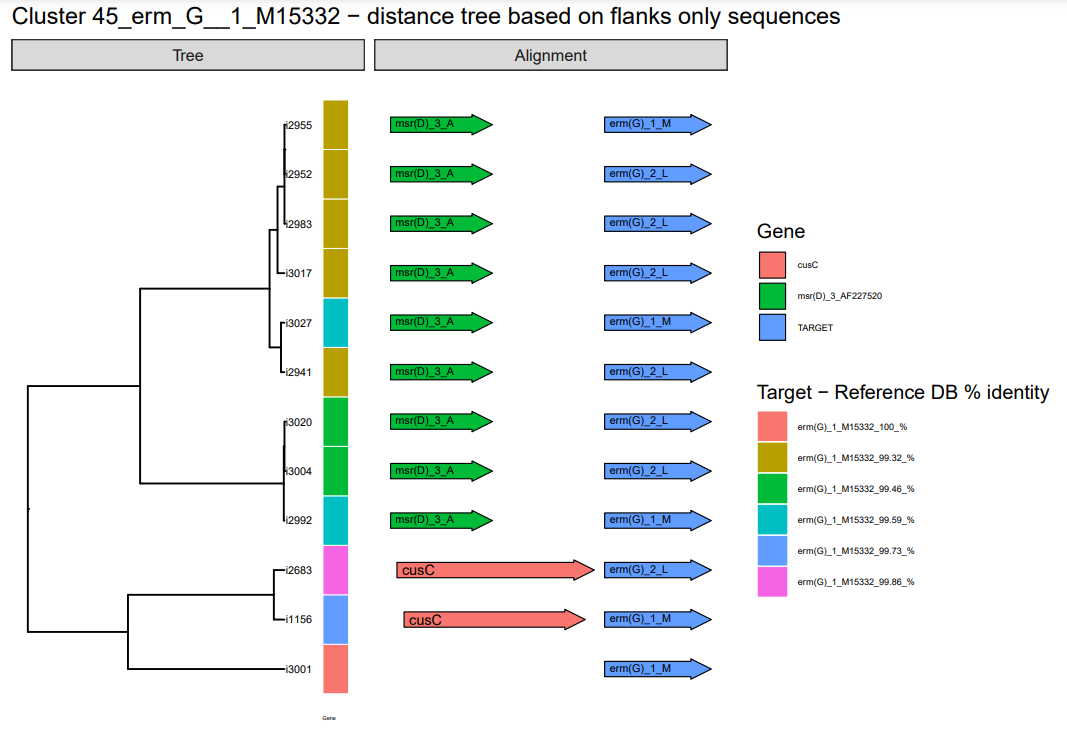 Cluster 45_erm_G__1_M15332 − distance tree based on flanks only sequences
Tree Alignment
i2955 msr(D)_3_A erm(G)_1_M
i2952 msr(D)_3_A erm(G)_2_L
i2983 msr(D)_3_A erm(G)_2_L
i3017 msr(D)_3_A erm(G)_2_L
i3027 msr(D)_3_A erm(G)_1_M
i2941 msr(D)_3_A erm(G)_2_L
i3020 msr(D)_3_A erm(G)_2_L
i3004 msr(D)_3_A erm(G)_2_L
i2992 msr(D)_3_A erm(G)_1_M
i2683 cusC erm(G)_2_L
i1156 cusC erm(G)_1_M
i3001 erm(G)_1_M
Gene
Gene
cusC
msr(D)_3_AF227520
TARGET
Target − Reference DB % identity
erm(G)_1_M15332_100_%
erm(G)_1_M15332_99.32_%
erm(G)_1_M15332_99.46_%
erm(G)_1_M15332_99.59_%
erm(G)_1_M15332_99.73_%
erm(G)_1_M15332_99.86_%